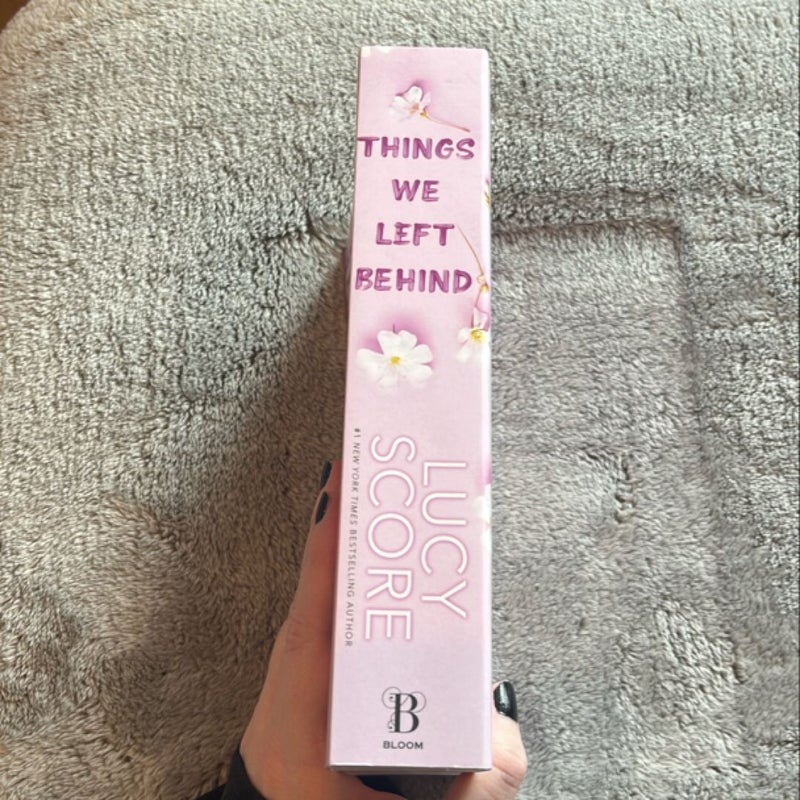 THINGS
WE
LEFT
BEHIND
LUCY
SCORE
#1 NEW YORK TIMES BESTSELLING AUTHOR
B
BLOOM